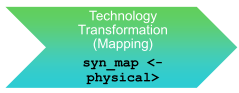 Technology
Transformation
(Mapping)
syn_map <-
physical>